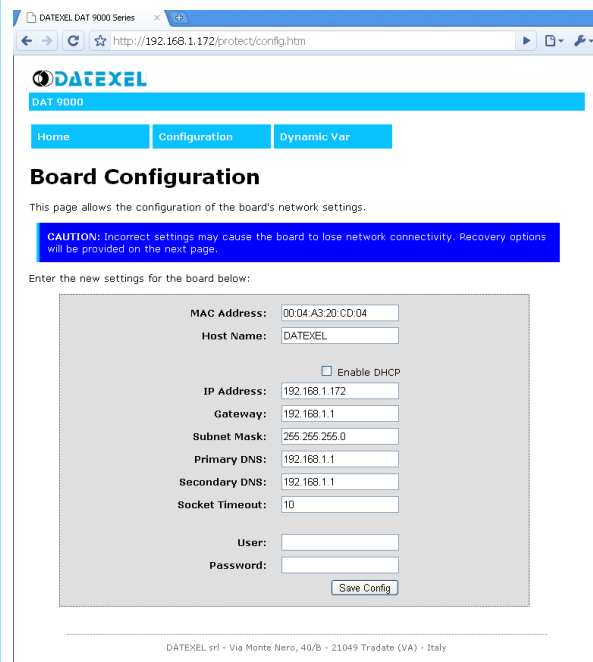 DATEXEL DAT 9000 Series
http://192.168.1.172/protect/config.htm
DATEXEL
DAT 9000
Home Configuration Dynamic Var
Board Configuration
This page allows the configuration of the board's network settings.
CAUTION: Incorrect settings may cause the board to lose network connectivity. Recovery options
will be provided on the next page.
Enter the new settings for the board below:
MAC Address: 00:04:A3:20:CD:04
Host Name: DATEXEL
Enable DHCP
IP Address: 192.168.1.172
Gateway: 192.168.1.1
Subnet Mask: 255.255.255.0
Primary DNS: 192.168.1.1
Secondary DNS: 192.168.1.1
Socket Timeout: 10
User:
Password:
Save Config
DATEXEL srl - Via Monte Nero, 40/B - 21049 Tradate (VA) - Italy